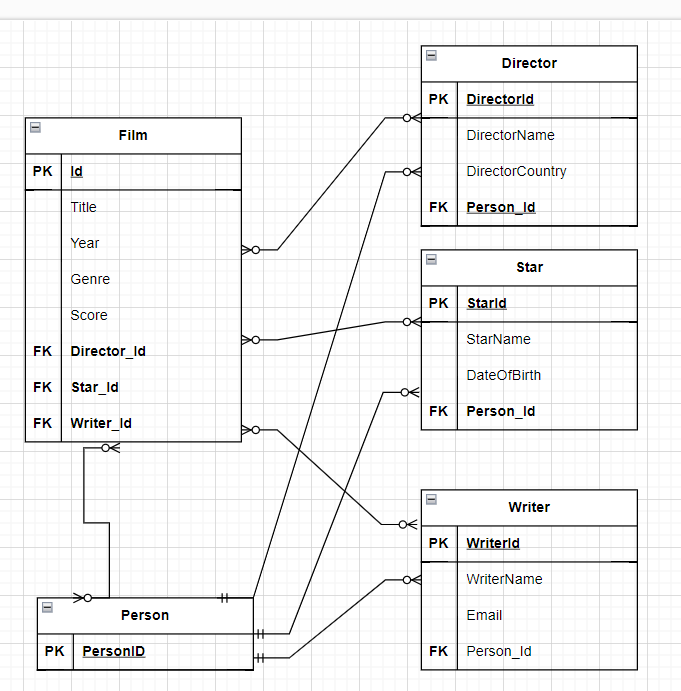 Film
PK Id
Title
Year
Genre
Score
FK Director_Id
FK Star_Id
FK Writer_Id
Director
PK DirectorId
DirectorName
DirectorCountry
FK Person_Id
Star
PK StarId
StarName
DateOfBirth
FK Person_Id
Writer
PK WriterId
WriterName
Email
FK Person_Id
Person
PK PersonID